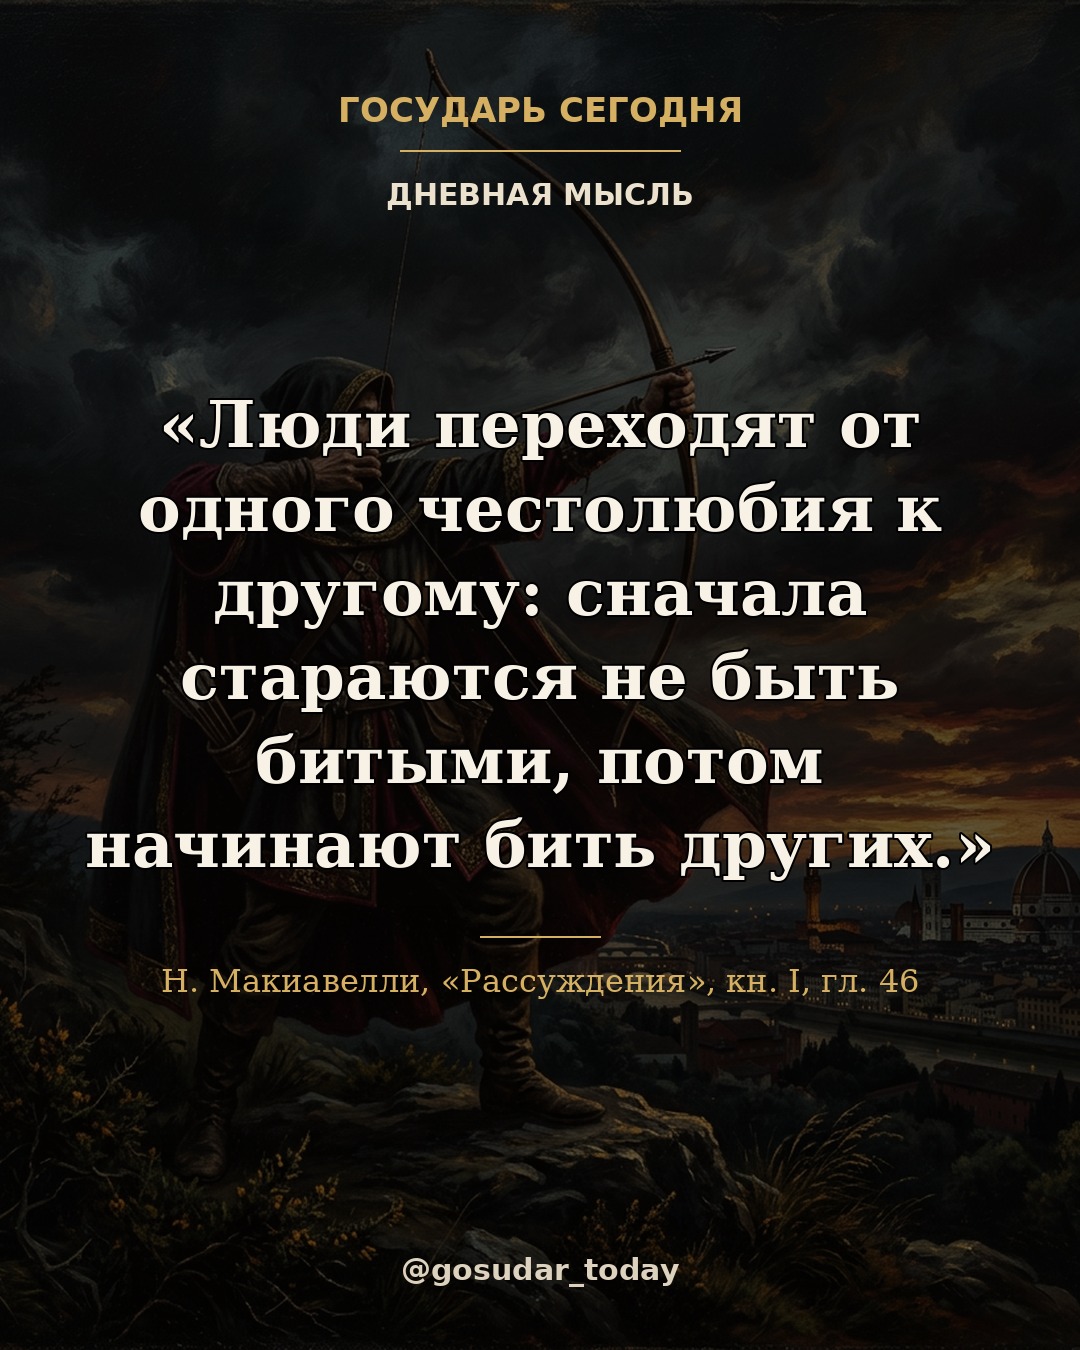 ГОСУДАРЬ СЕГОДНЯ
ДНЕВНАЯ МЫСЛЬ
«Люди переходят от
одного честолюбия к
другому: сначала
стараются не быть
битыми, потом
начинают бить других.»
Н. Макиавелли, «Рассуждения», кн. I, гл. 46
@gosudar_today